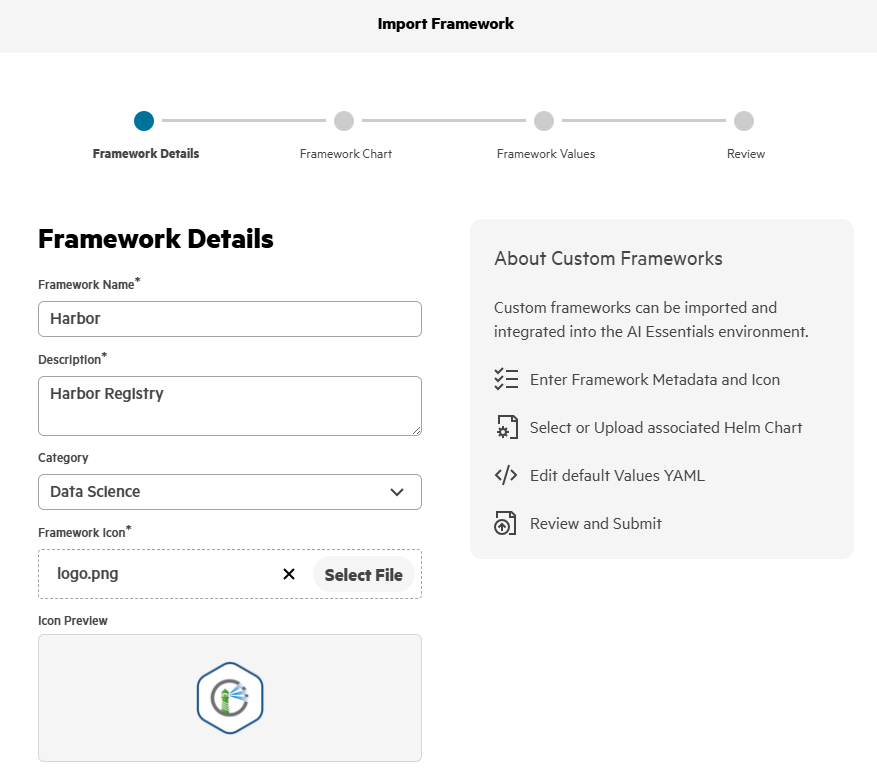 Import Framework
Framework Details
Framework Chart
Framework Values
Review
Framework Details
Framework Name*
Harbor
Description*
Harbor Registry
Category
Data Science
Framework Icon*
logo.png
Select File
Icon Preview
About Custom Frameworks
Custom frameworks can be imported and
integrated into the AI Essentials environment.
Enter Framework Metadata and Icon
Select or Upload associated Helm Chart
Edit default Values YAML
Review and Submit